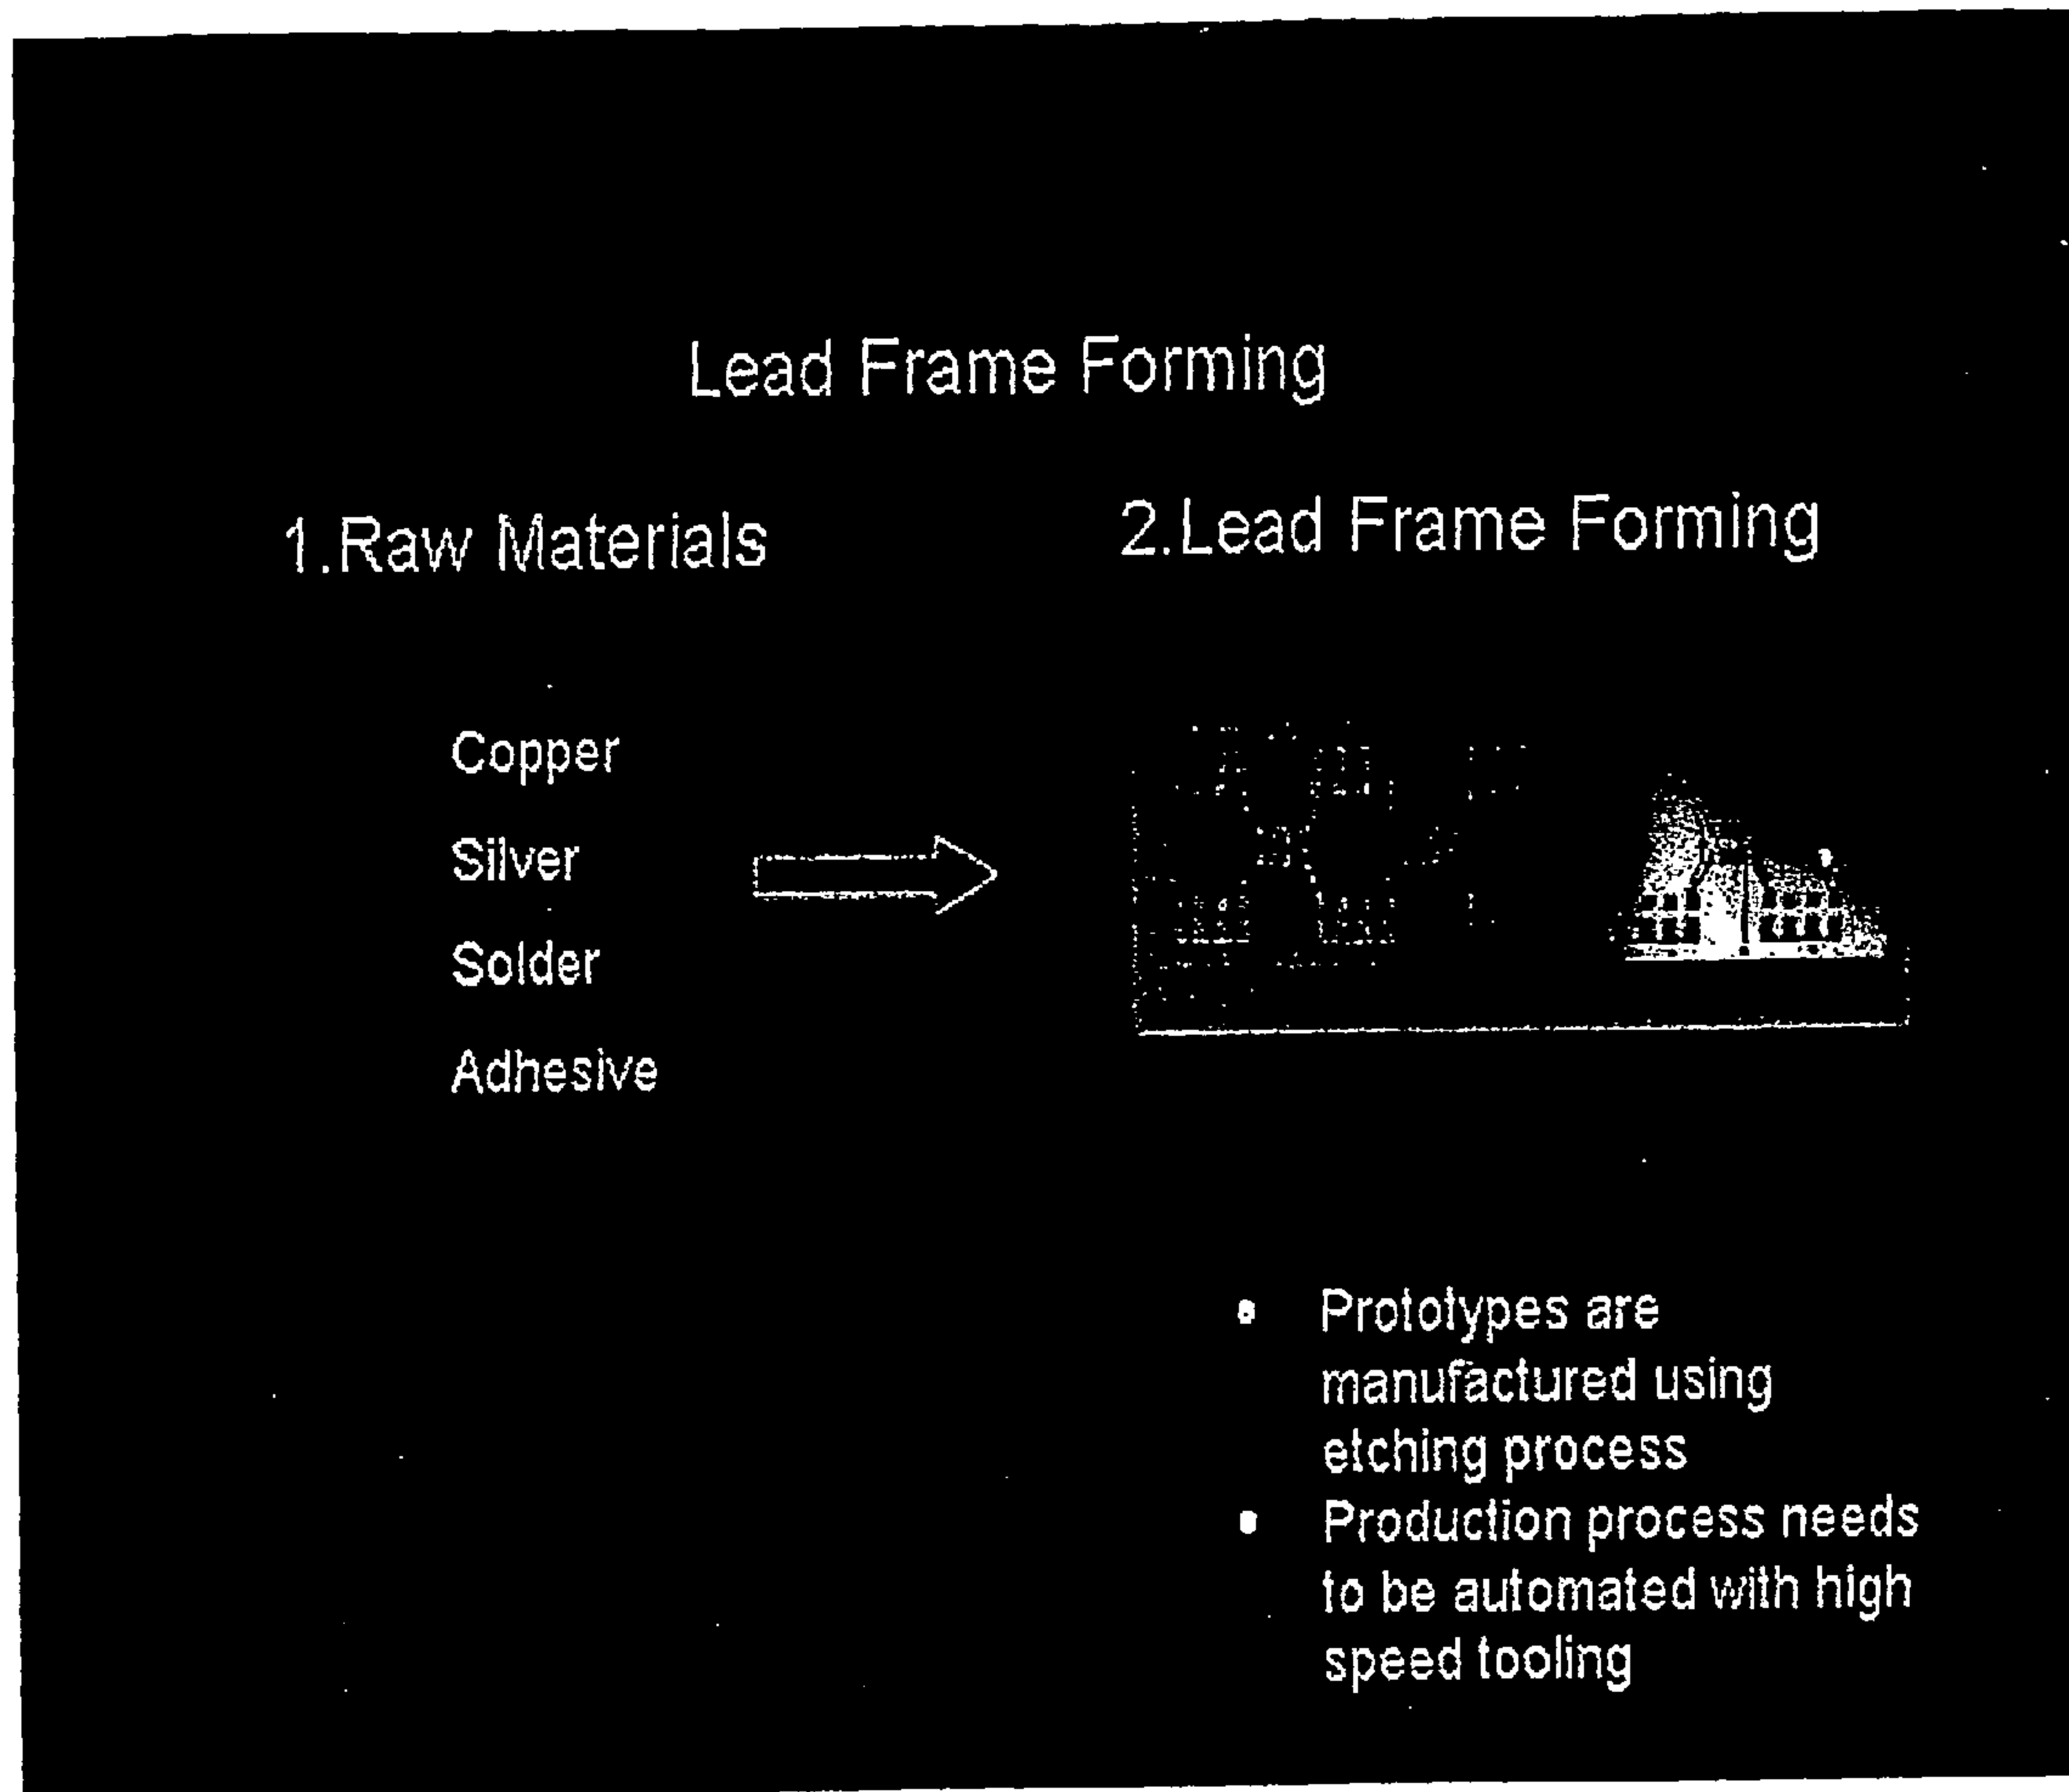 Lead Frame Forming
1.Raw Materials
2.Lead Frame Forming
Copper
Silver
Solder
Adhesive
• Prototypes are
manufactured using
etching process
• Production process needs
to be automated with high
speed tooling